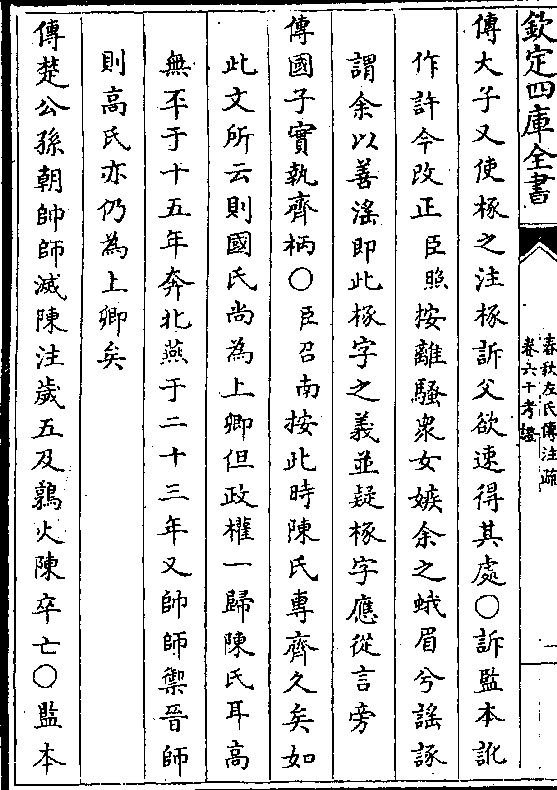 欽定四庫全書
春秋左氏傳注疏
卷六十考證
一
傳大子又使椓之注椓訴父欲速得其處○訴監本訛
作許今改正臣照按離騷衆女嫉余之蛾眉兮謡諑
謂余以善滛即此椓字之義並疑椓字應從言旁
傳國子實執齊柄○臣召南按此時陳氏専齊久矣如
此文所云則國氏尚為上卿但政權一歸陳氏耳髙
無㔻于十五年奔北燕于二十三年又帥師禦晉師
則髙氏亦仍為上卿矣
傳楚公孫朝帥師滅陳注歲五及鶉火陳卒亡○監本